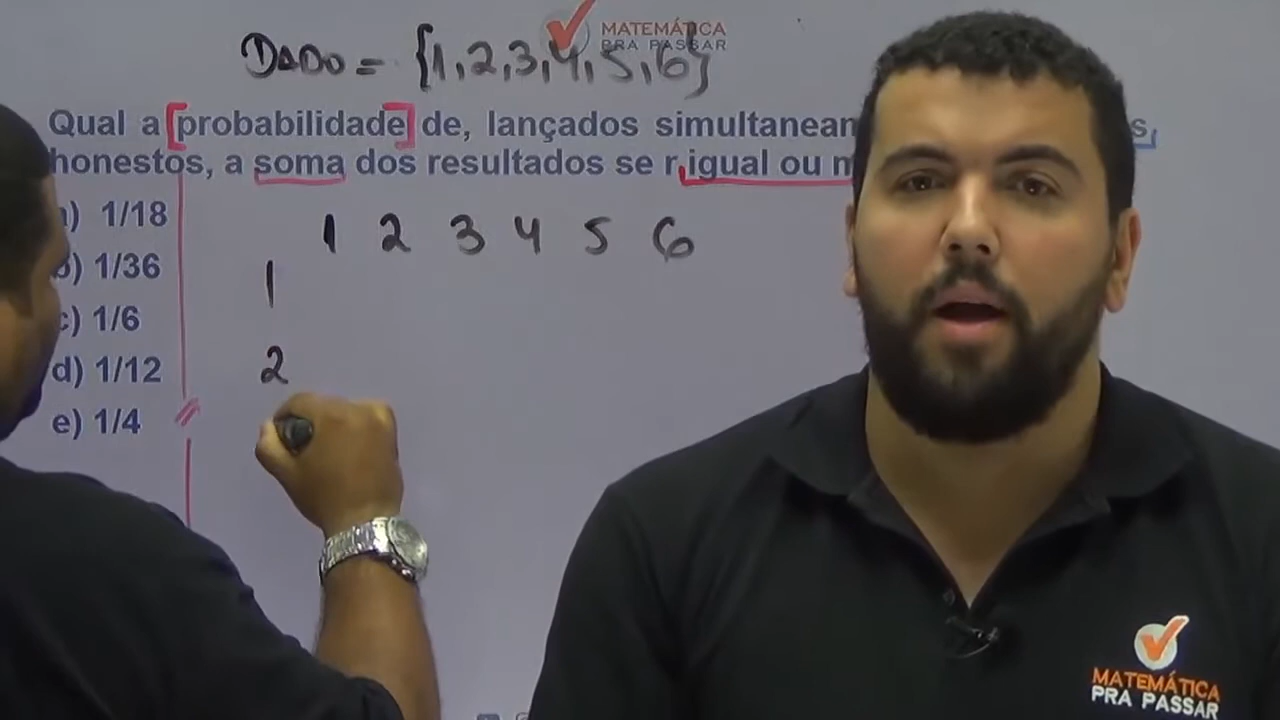 MATEMÁTICA
PRA PASSAR
DADO = {1,2,3,4,5,6}
Qual a [probabilidade] de, lançados
honestos, a soma dos resultados se igual ou
1/18
1/36
c) 1/6
d) 1/12
e) 1/4
1 2 3 4 5 6
1
2
MATEMÁTICA
PRA PASSAR